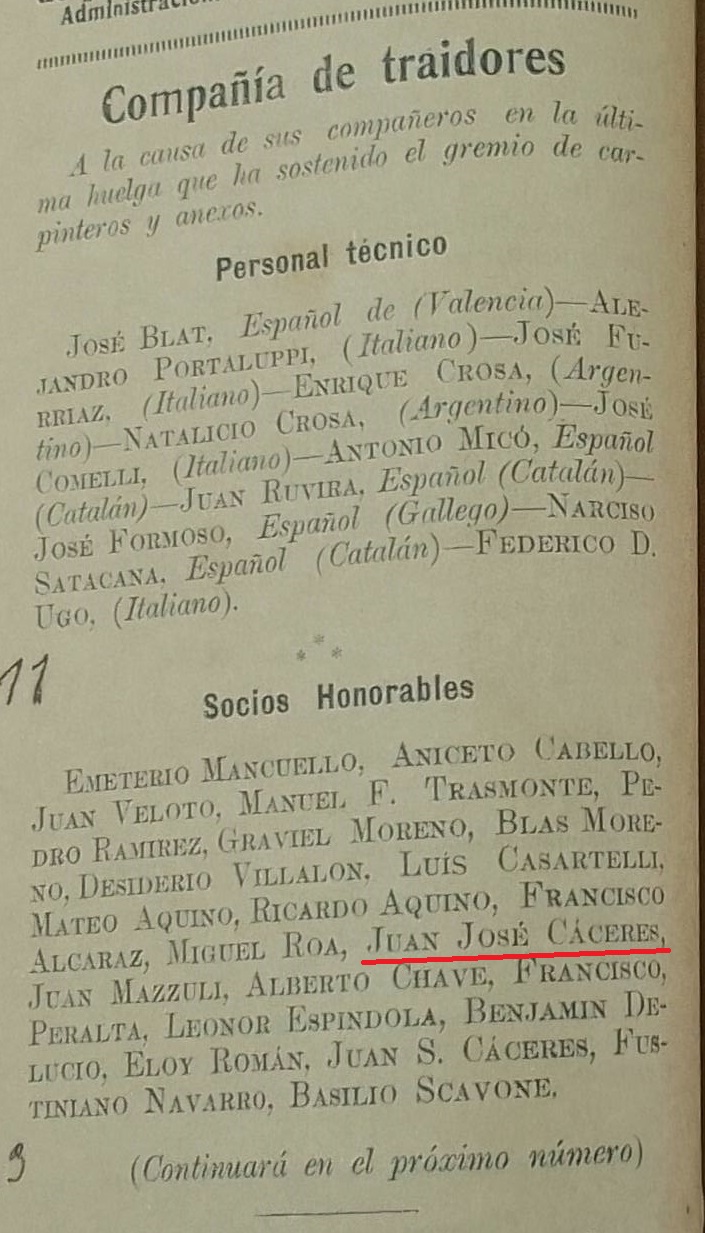 Administració
Compañía de traidores
A la causa de sus compañeros en la últi-
ma huelga que ha sostenido el gremio de car-
pinteros y anexos.
Personal técnico
JOSÉ BLAT, Español de (Valencia)—ALE-
JANDRO PORTALUPPI, (Italiano)—JOSÉ FU-
RRIAZ, (Italiano)—ENRIQUE CROSA, (Argen-
tino)—NATALICIO CROSA, (Argentino)—JOSÉ
COMELLI, (Italiano)—ANTONIO MICÓ, Español
(Catalán)—JUAN RUVIRA, Español (Catalán)—
JOSÉ FORMOSO, Español (Gallego)—NARCISO
SATACANA, Español (Catalán)—FEDERICO D.
UGO, (Italiano).
* * *
11
Socios Honorables
EMETERIO MANCUELLO, ANICETO CABELLO,
JUAN VELOTO, MANUEL F. TRASMONTE, PE-
DRO RAMIREZ, GRAVIEL MORENO, BLAS MORE-
NO, DESIDERIO VILLALON, LUÍS CASARTELLI,
MATEO AQUINO, RICARDO AQUINO, FRANCISCO
ALCARAZ, MIGUEL ROA, JUAN JOSÉ CÁCERES,
JUAN MAZZULI, ALBERTO CHAVE, FRANCISCO,
PERALTA, LEONOR ESPINDOLA, BENJAMIN DE-
LUCIO, ELOY ROMÁN, JUAN S. CÁCERES, FUS-
TINIANO NAVARRO, BASILIO SCAVONE.
9
(Continuará en el próximo número)